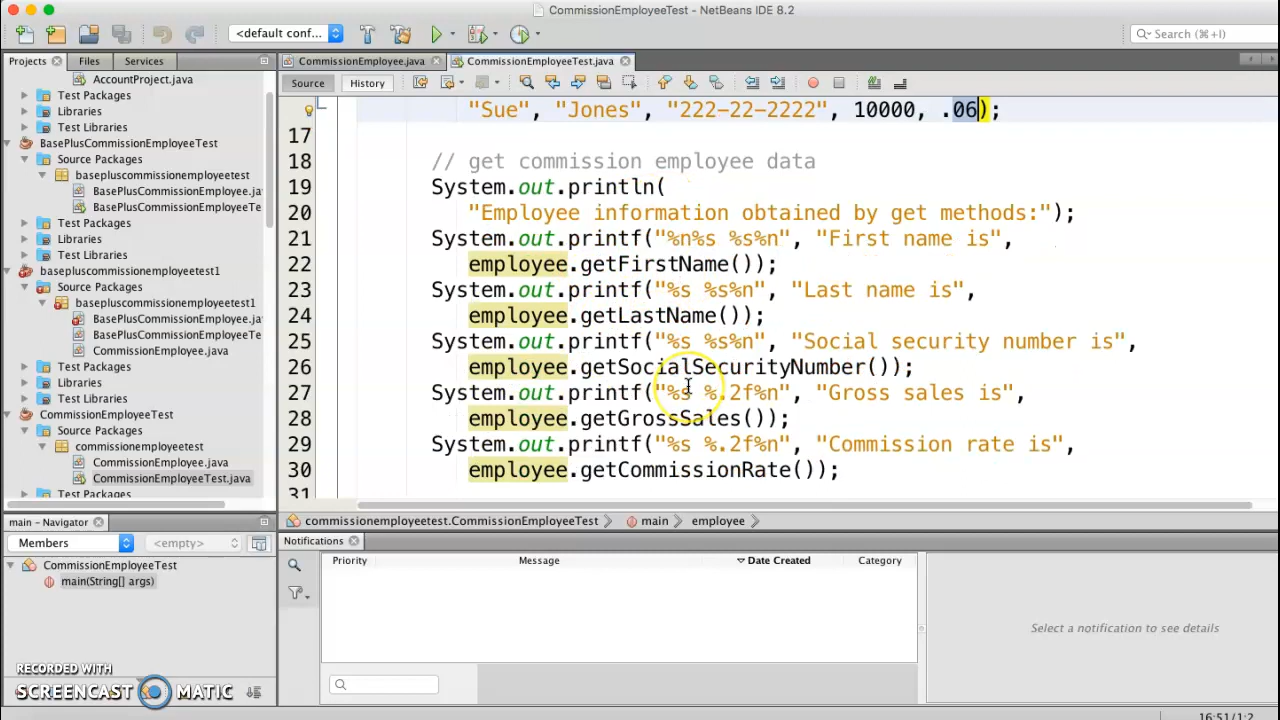 CommissionEmployeeTest - NetBeans IDE 8.2
<default conf...
Search (⌘+I)
Projects
Files
Services
CommissionEmployee.java
CommissionEmployeeTest.java
Source
History
AccountProject.java
Test Packages
Libraries
Test Libraries
BasePlusCommissionEmployeeTest
Source Packages
basepluscommissionemployeetest
BasePlusCommissionEmployee.ja
BasePlusCommissionEmployeeTe
Test Packages
Libraries
Test Libraries
basepluscommissionemployeetest1
Source Packages
basepluscommissionemployeetest1
BasePlusCommissionEmployee.ja
BasePlusCommissionEmployeeTe
CommissionEmployee.java
Test Packages
Libraries
Test Libraries
CommissionEmployeeTest
Source Packages
commissionemployeetest
CommissionEmployee.java
CommissionEmployeeTest.java
Test Packages
"Sue", "Jones", "222-22-2222", 10000, .06);
17
18 // get commission employee data
19 System.out.println(
20 "Employee information obtained by get methods:");
21 System.out.printf("%n%s %s%n", "First name is",
22 employee.getFirstName());
23 System.out.printf("%s %s%n", "Last name is",
24 employee.getLastName());
25 System.out.printf("%s %s%n", "Social security number is",
26 employee.getSocialSecurityNumber());
27 System.out.printf("%s %.2f%n", "Gross sales is",
28 employee.getGrossSales());
29 System.out.printf("%s %.2f%n", "Commission rate is",
30 employee.getCommissionRate());
31
commissionemployeetest.CommissionEmployeeTest
main
employee
main - Navigator
Members
<empty>
CommissionEmployeeTest
main(String[] args)
Notifications
Priority
Message
Date Created
Category
Select a notification to see details
RECORDED WITH
SCREENCAST MATIC
16:51/1:2